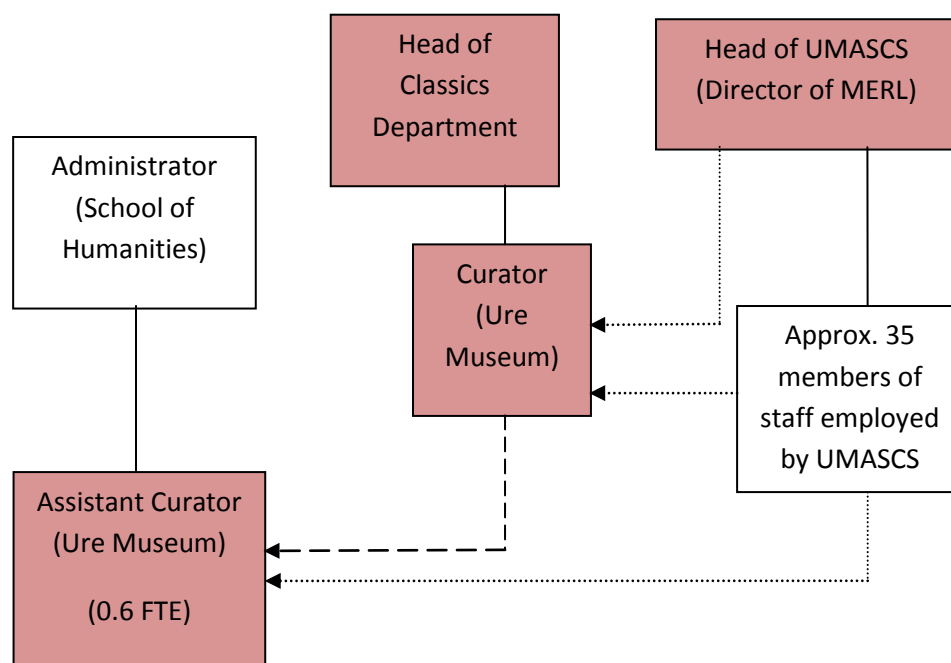 Head of
Classics
Department
Head of UMASCS
(Director of MERL)
Administrator
(School of
Humanities)
Curator
(Ure
Museum)
Approx. 35
members of
staff employed
by UMASCS
Assistant Curator
(Ure Museum)
(0.6 FTE)